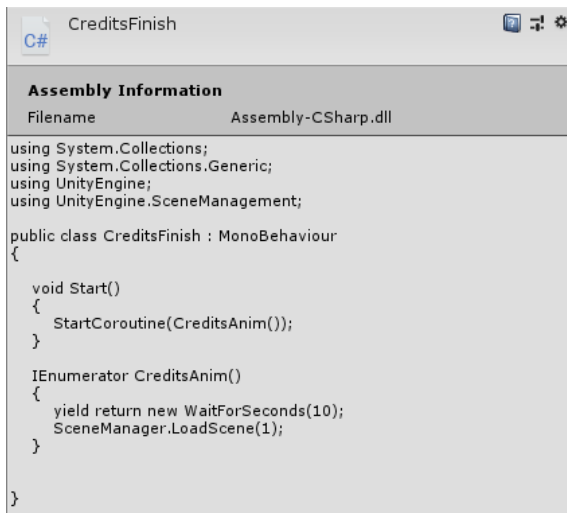 CreditsFinish
C#
Assembly Information
Filename Assembly-CSharp.dll
using System.Collections;
using System.Collections.Generic;
using UnityEngine;
using UnityEngine.SceneManagement;
public class CreditsFinish : MonoBehaviour
{
void Start()
{
StartCoroutine(CreditsAnim());
}
IEnumerator CreditsAnim()
{
yield return new WaitForSeconds(10);
SceneManager.LoadScene(1);
}
}